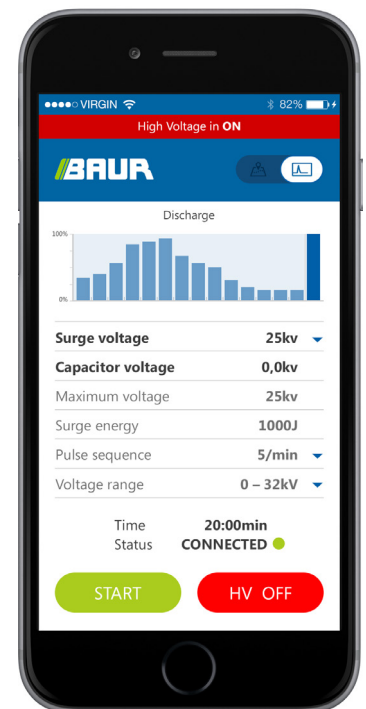 VIRGIN 82%
High Voltage in ON
BAUR
Discharge
100%
0%
Surge voltage 25kv
Capacitor voltage 0,0kv
Maximum voltage 25kv
Surge energy 1000J
Pulse sequence 5/min
Voltage range 0 – 32kV
Time 20:00min
Status CONNECTED
START HV OFF